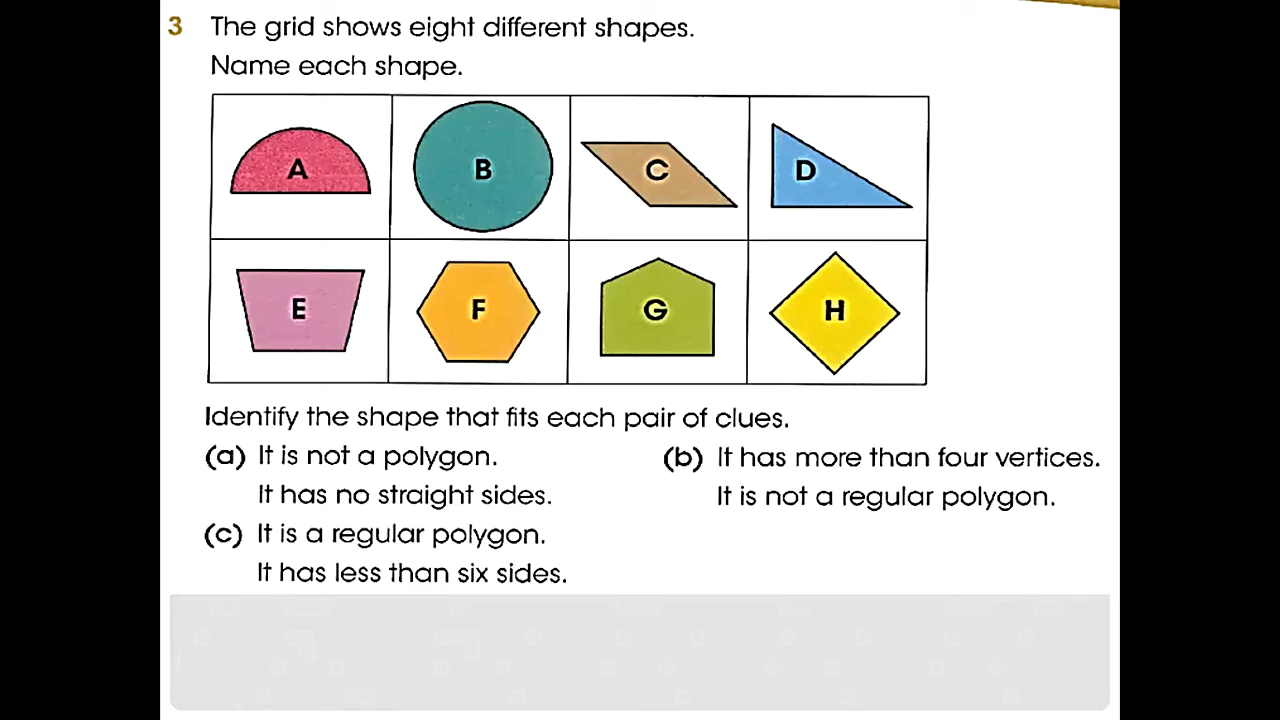 3 The grid shows eight different shapes.
Name each shape.
A B C D
E F G H
Identify the shape that fits each pair of clues.
(a) It is not a polygon. (b) It has more than four vertices.
It has no straight sides. It is not a regular polygon.
(c) It is a regular polygon.
It has less than six sides.